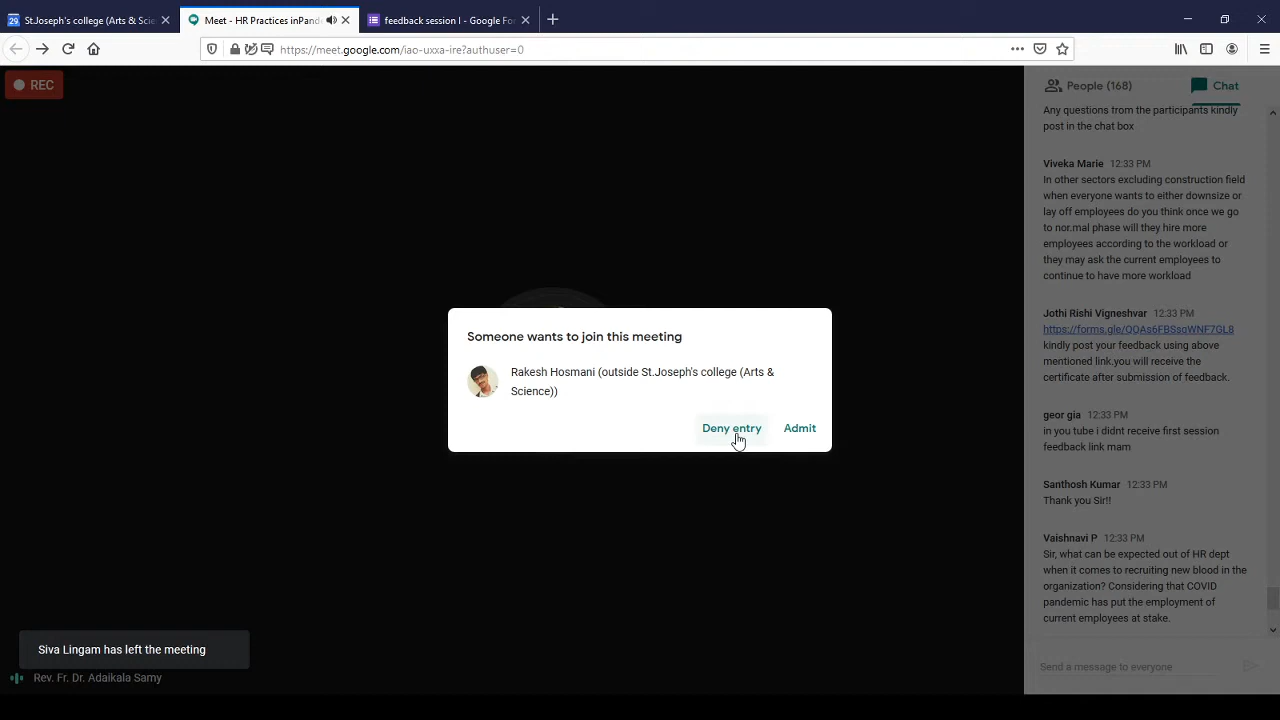 29 St.Joseph's college (Arts & Scie
Meet - HR Practices inPand
feedback session I - Google For
https://meet.google.com/iao-uxxa-ire?authuser=0
REC
People (168)
Chat
Any questions from the participants kindly
post in the chat box
Viveka Marie 12:33 PM
In other sectors excluding construction field
when everyone wants to either downsize or
lay off employees do you think once we go
to nor.mal phase will they hire more
employees according to the workload or
they may ask the current employees to
continue to have more workload
Jothi Rishi Vigneshvar 12:33 PM
https://forms.gle/QQAs6FBSsoWNF7GL8
kindly post your feedback using above
mentioned link.you will receive the
certificate after submission of feedback.
geor gia 12:33 PM
in you tube i didnt receive first session
feedback link mam
Santhosh Kumar 12:33 PM
Thank you Sir!!
Vaishnavi P 12:33 PM
Sir, what can be expected out of HR dept
when it comes to recruiting new blood in the
organization? Considering that COVID
pandemic has put the employment of
current employees at stake.
Send a message to everyone
Someone wants to join this meeting
Rakesh Hosmani (outside St.Joseph's college (Arts &
Science))
Deny entry
Admit
Siva Lingam has left the meeting
Rev. Fr. Dr. Adaikala Samy